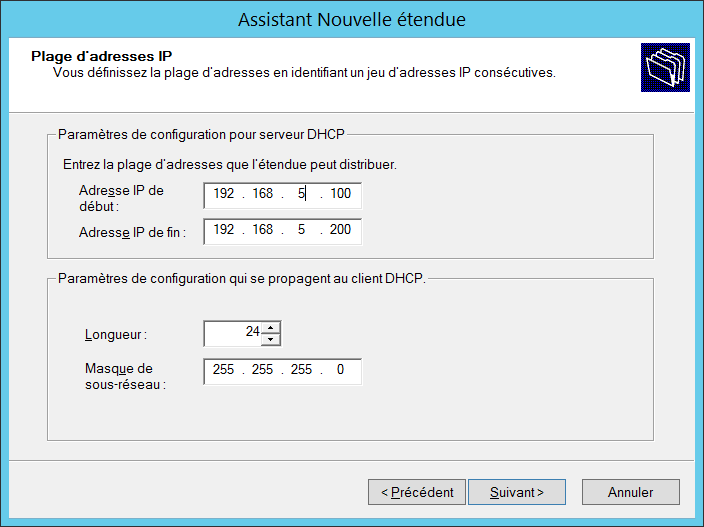 Assistant Nouvelle étendue
Plage d'adresses IP
Vous définissez la plage d'adresses en identifiant un jeu d'adresses IP consécutives.
Paramètres de configuration pour serveur DHCP
Entrez la plage d'adresses que l'étendue peut distribuer.
Adresse IP de
début :
192 . 168 . 5 . 100
Adresse IP de fin :
192 . 168 . 5 . 200
Paramètres de configuration qui se propagent au client DHCP.
Longueur :
24
Masque de
sous-réseau :
255 . 255 . 255 . 0
< Précédent
Suivant >
Annuler